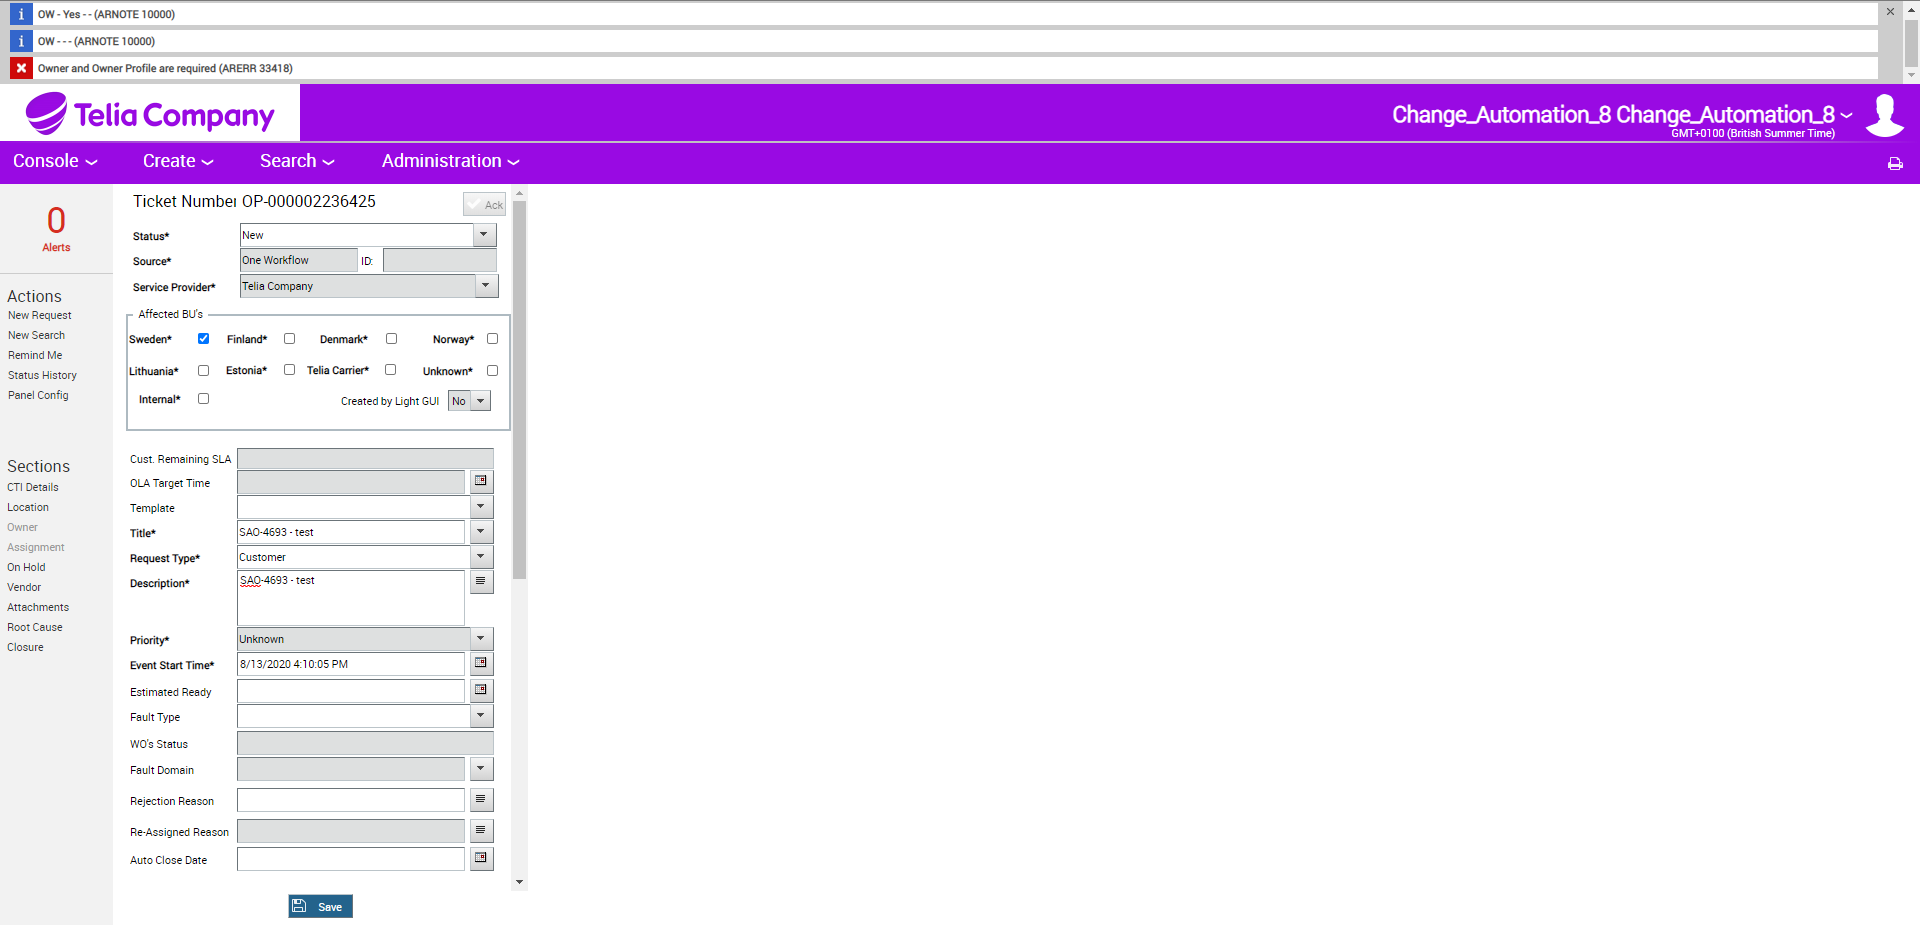 OW - Yes - - (ARNOTE 10000)
OW - - - (ARNOTE 10000)
Owner and Owner Profile are required (ARERR 33418)
Telia Company
Change_Automation_8 Change_Automation_8
GMT+0100 (British Summer Time)
Console Create Search Administration
0
Alerts
Actions
New Request
New Search
Remind Me
Status History
Panel Config
Sections
CTI Details
Location
Owner
Assignment
On Hold
Vendor
Attachments
Root Cause
Closure
Ticket Number OP-000002236425
Ack
Status* New
Source* One Workflow ID:
Service Provider* Telia Company
Affected BU's
Sweden* Finland* Denmark* Norway*
Lithuania* Estonia* Telia Carrier* Unknown*
Internal* Created by Light GUI No
Cust. Remaining SLA
OLA Target Time
Template
Title* SAO-4693 - test
Request Type* Customer
Description* SAO-4693 - test
Priority* Unknown
Event Start Time* 8/13/2020 4:10:05 PM
Estimated Ready
Fault Type
WO's Status
Fault Domain
Rejection Reason
Re-Assigned Reason
Auto Close Date
Save